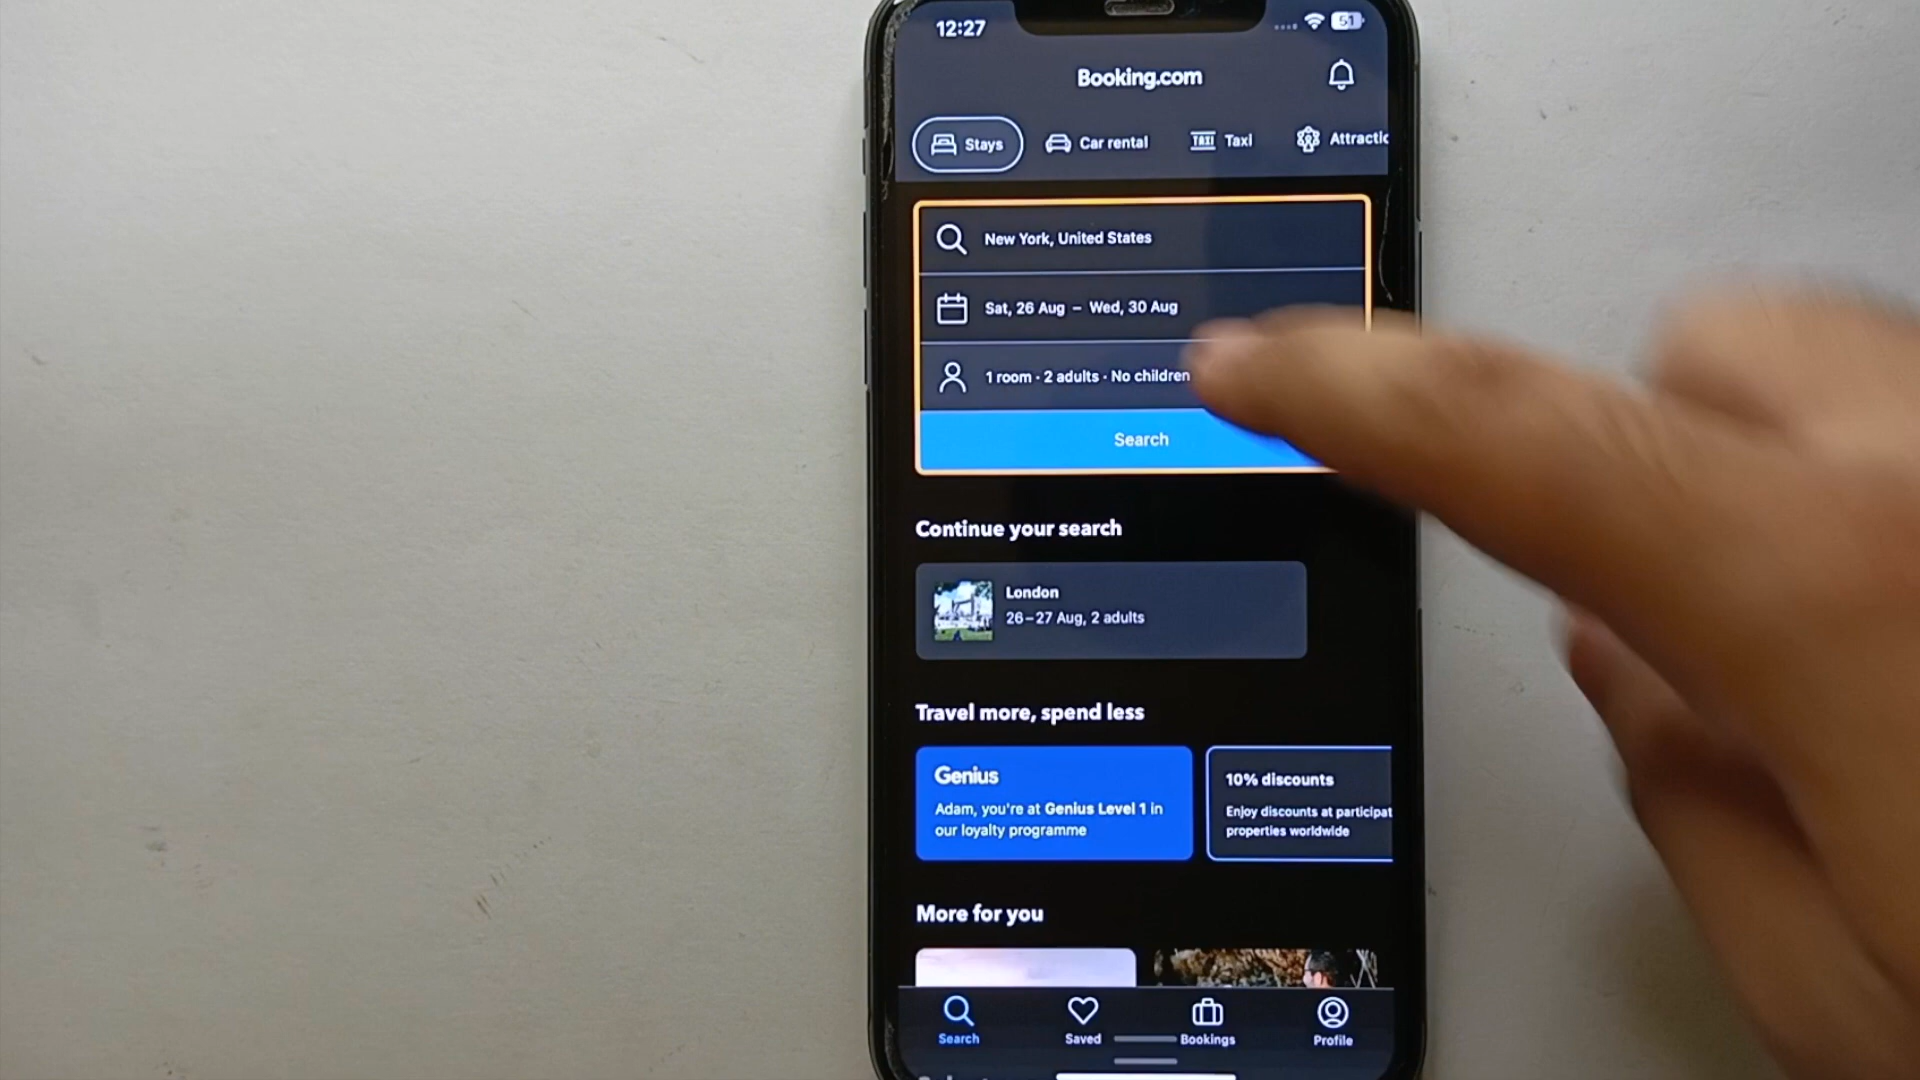 12:27
51
Booking.com
Stays
Car rental
TAXI
Taxi
Attractic
New York, United States
Sat, 26 Aug – Wed, 30 Aug
1 room · 2 adults · No children
Search
Continue your search
London
26–27 Aug, 2 adults
Travel more, spend less
Genius
Adam, you're at Genius Level 1 in
our loyalty programme
10% discounts
Enjoy discounts at participat
properties worldwide
More for you
Search
Saved
Bookings
Profile